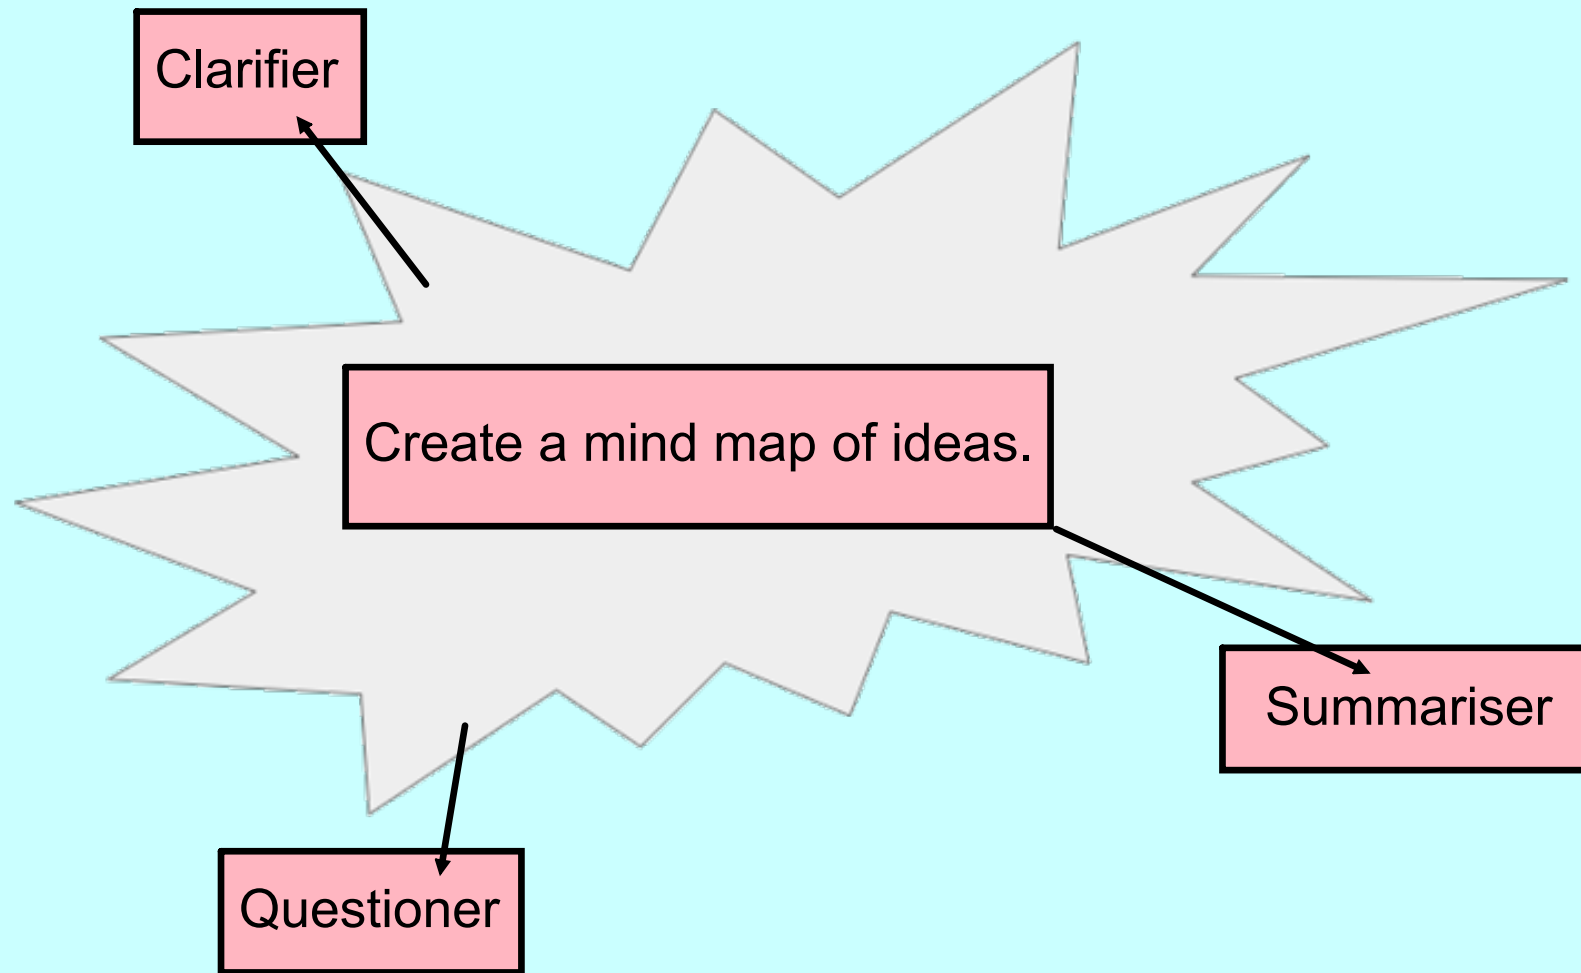 Clarifier
Create a mind map of ideas.
Summariser
Questioner